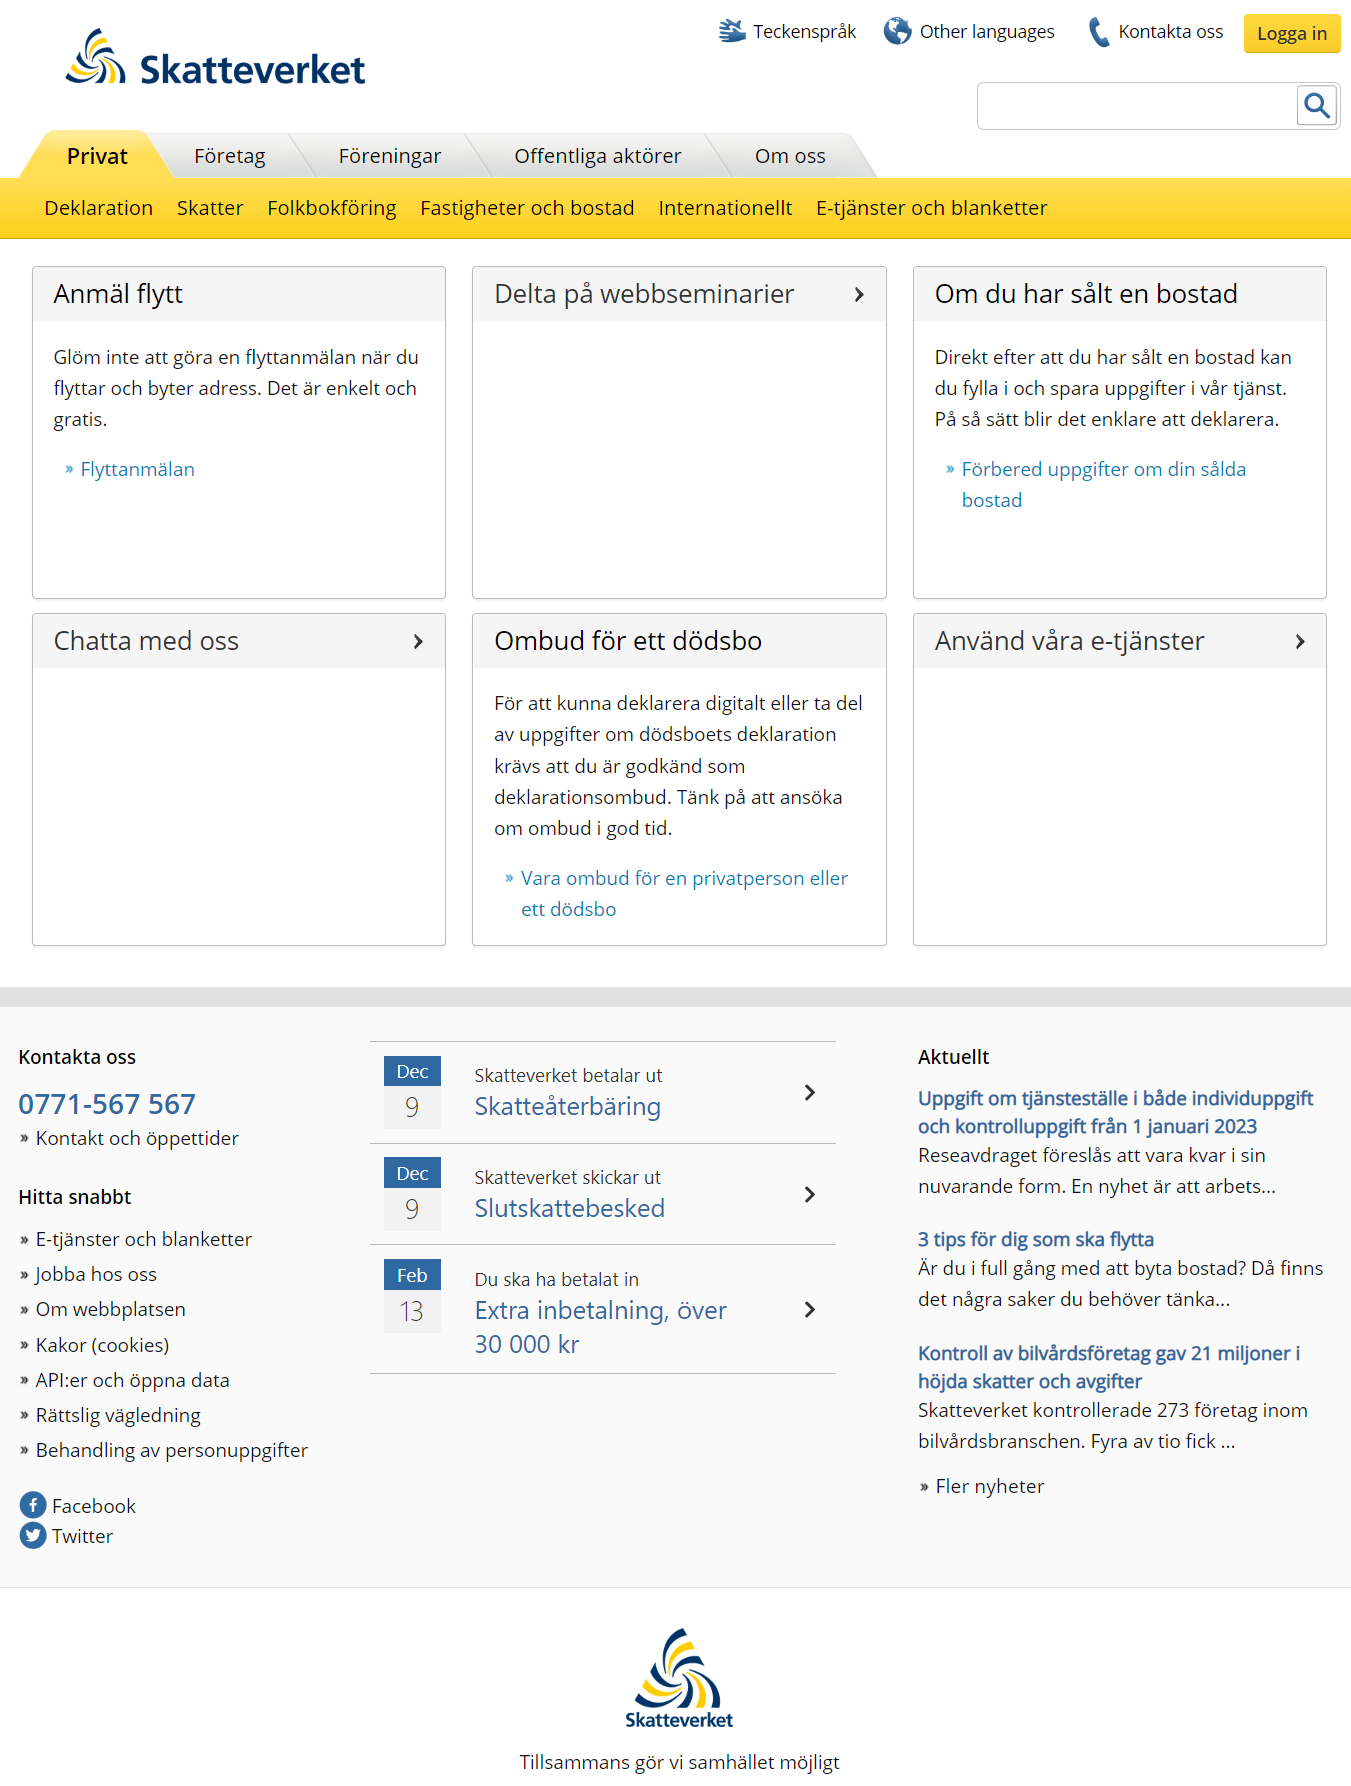 Teckenspråk Other languages Kontakta oss Logga in
Skatteverket
Privat Företag Föreningar Offentliga aktörer Om oss
Deklaration Skatter Folkbokföring Fastigheter och bostad Internationellt E-tjänster och blanketter
Anmäl flytt
Glöm inte att göra en flyttanmälan när du
flyttar och byter adress. Det är enkelt och
gratis.
» Flyttanmälan
Delta på webbseminarier
Om du har sålt en bostad
Direkt efter att du har sålt en bostad kan
du fylla i och spara uppgifter i vår tjänst.
På så sätt blir det enklare att deklarera.
» Förbered uppgifter om din sålda
bostad
Chatta med oss
Ombud för ett dödsbo
För att kunna deklarera digitalt eller ta del
av uppgifter om dödsboets deklaration
krävs att du är godkänd som
deklarationsombud. Tänk på att ansöka
om ombud i god tid.
» Vara ombud för en privatperson eller
ett dödsbo
Använd våra e-tjänster
Kontakta oss
0771-567 567
» Kontakt och öppettider
Hitta snabbt
» E-tjänster och blanketter
» Jobba hos oss
» Om webbplatsen
» Kakor (cookies)
» API:er och öppna data
» Rättslig vägledning
» Behandling av personuppgifter
Facebook
Twitter
Dec
9
Skatteverket betalar ut
Skatteåterbäring
Dec
9
Skatteverket skickar ut
Slutskattebesked
Feb
13
Du ska ha betalat in
Extra inbetalning, över
30 000 kr
Aktuellt
Uppgift om tjänsteställe i både individuppgift
och kontrolluppgift från 1 januari 2023
Reseavdraget föreslås att vara kvar i sin
nuvarande form. En nyhet är att arbets...
3 tips för dig som ska flytta
Är du i full gång med att byta bostad? Då finns
det några saker du behöver tänka...
Kontroll av bilvårdsföretag gav 21 miljoner i
höjda skatter och avgifter
Skatteverket kontrollerade 273 företag inom
bilvårdsbranschen. Fyra av tio fick ...
» Fler nyheter
Skatteverket
Tillsammans gör vi samhället möjligt